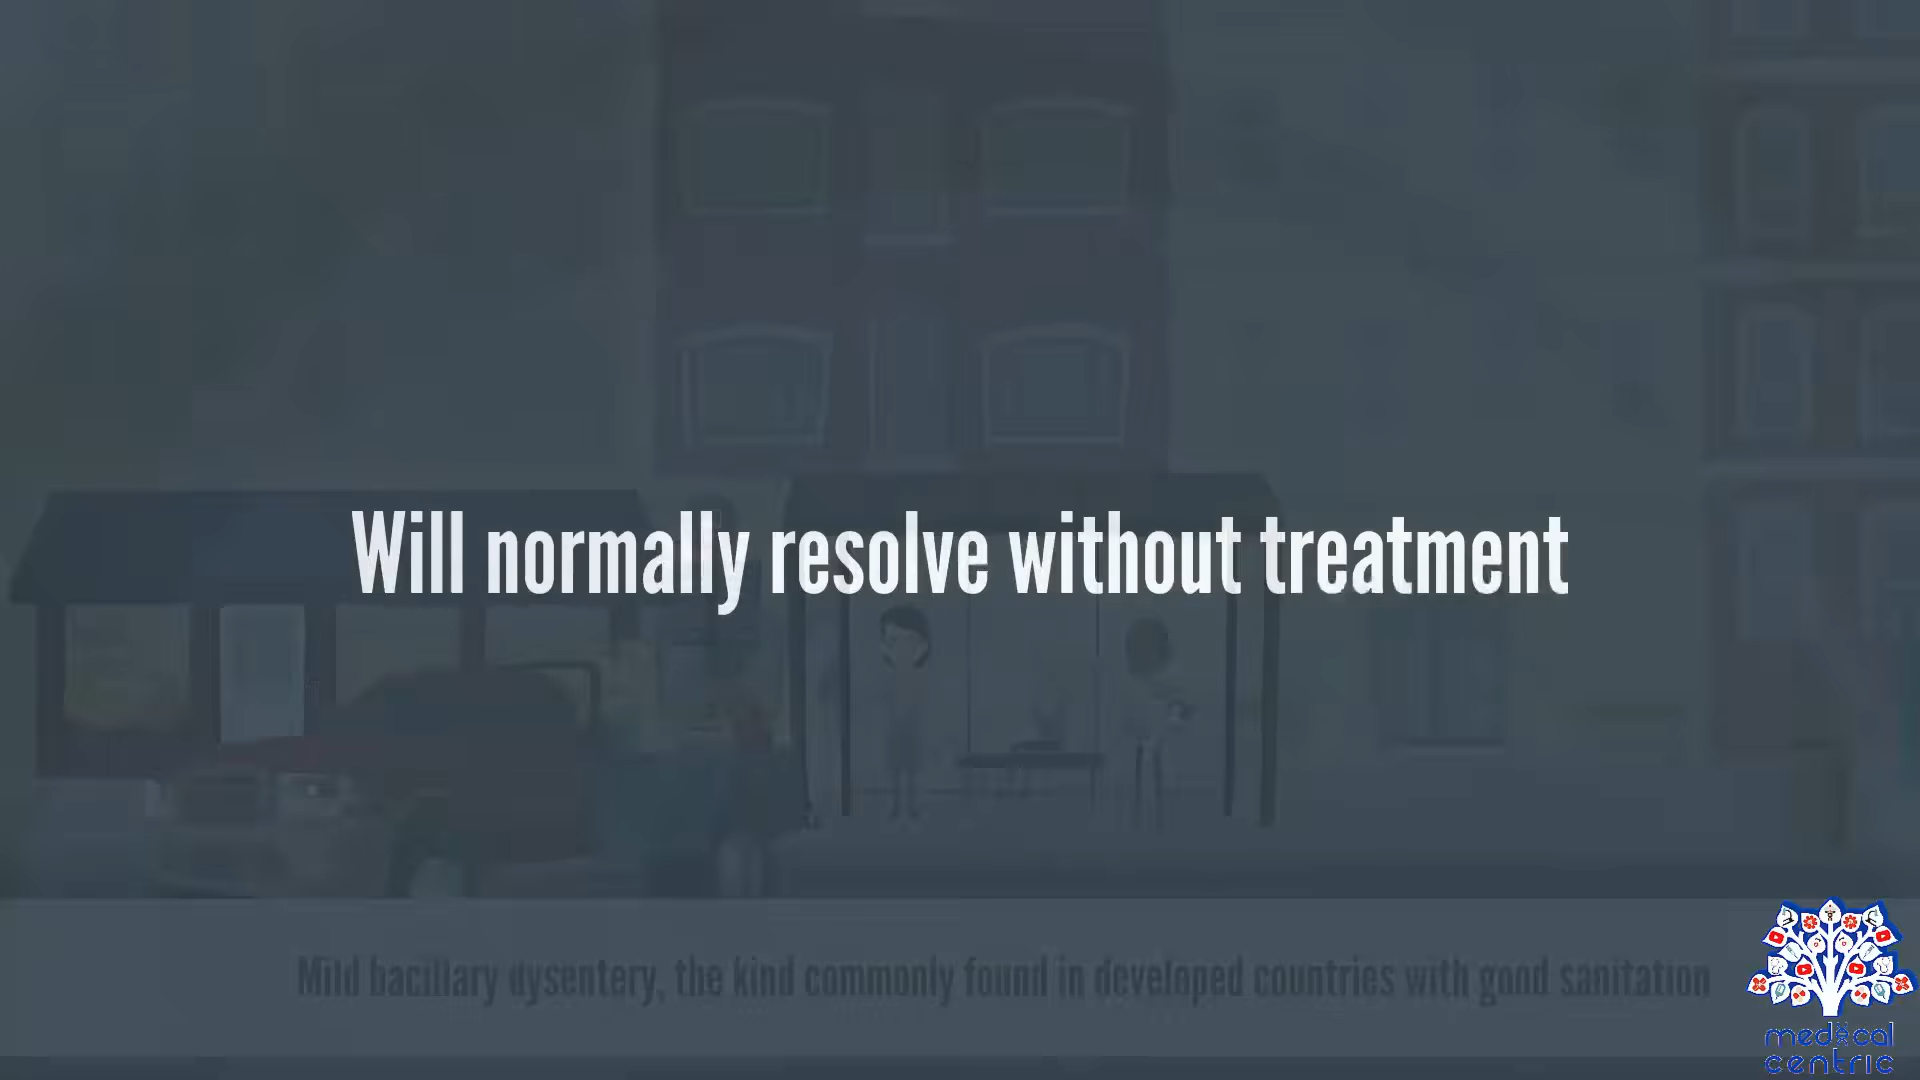 Will normally resolve without treatment
Mild bacillary dysentery, the kind commonly found in developed countries with good sanitation
medical
centric